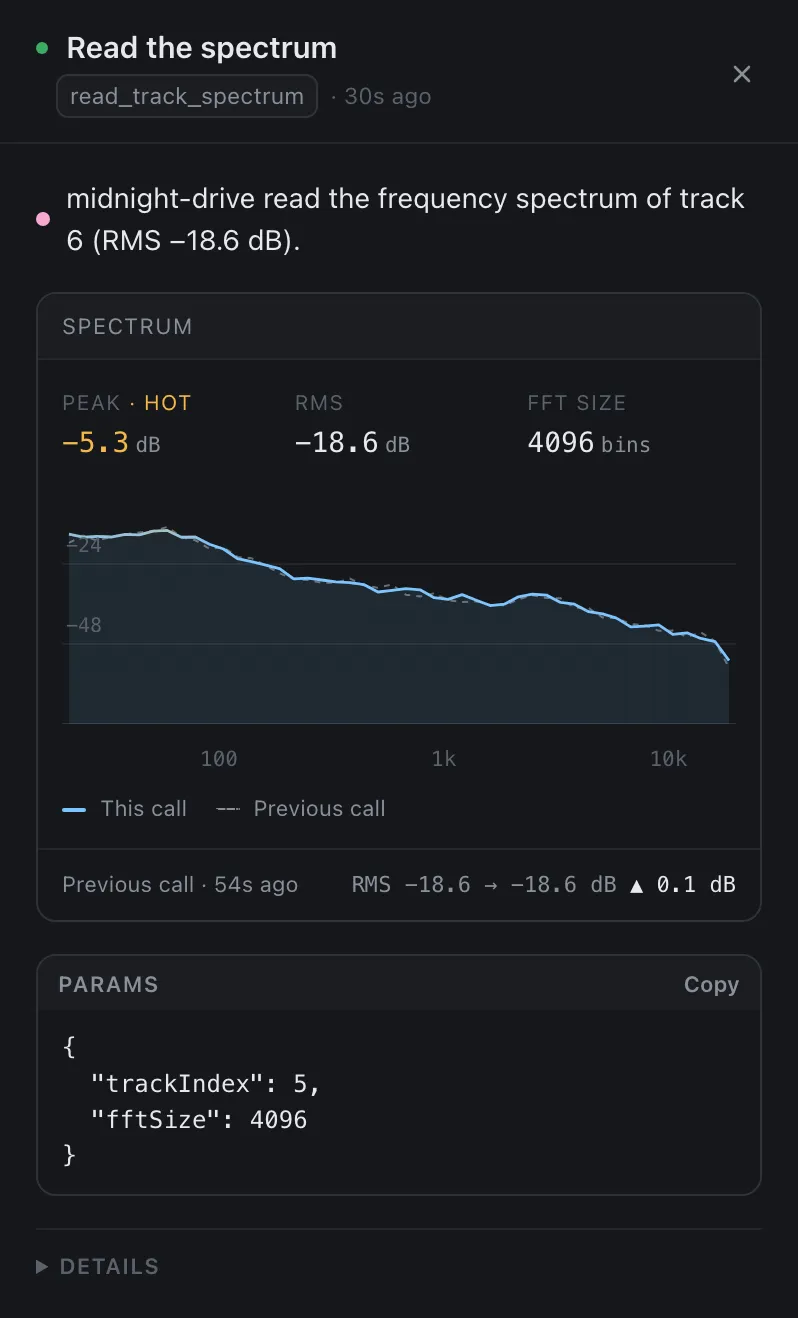 Read the spectrum
read_track_spectrum · 30s ago
midnight-drive read the frequency spectrum of track
6 (RMS −18.6 dB).
SPECTRUM
PEAK · HOT RMS FFT SIZE
−5.3 dB −18.6 dB 4096 bins
−24
−48
100 1k 10k
This call Previous call
Previous call · 54s ago RMS −18.6 → −18.6 dB ▲ 0.1 dB
PARAMS Copy
{
"trackIndex": 5,
"fftSize": 4096
}
DETAILS